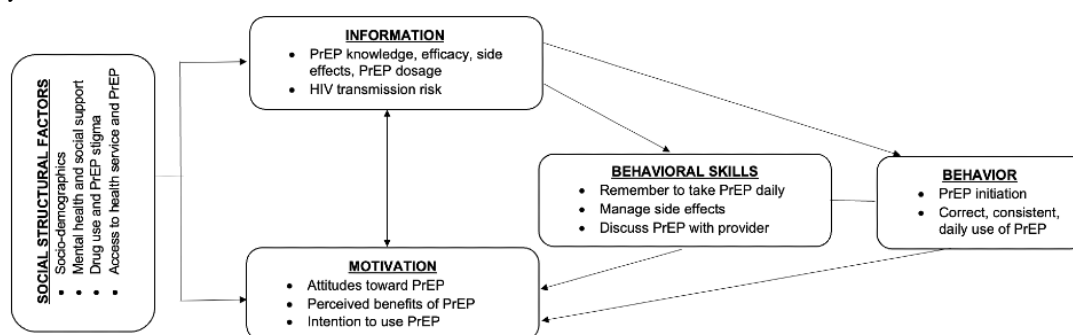 y
INFORMATION
• PrEP knowledge, efficacy, side
effects, PrEP dosage
• HIV transmission risk
SOCIAL STRUCTURAL FACTORS
• Socio-demographics
• Mental health and social support
• Drug use and PrEP stigma
• Access to health service and PrEP
BEHAVIORAL SKILLS
• Remember to take PrEP daily
• Manage side effects
• Discuss PrEP with provider
BEHAVIOR
• PrEP initiation
• Correct, consistent,
daily use of PrEP
MOTIVATION
• Attitudes toward PrEP
• Perceived benefits of PrEP
• Intention to use PrEP